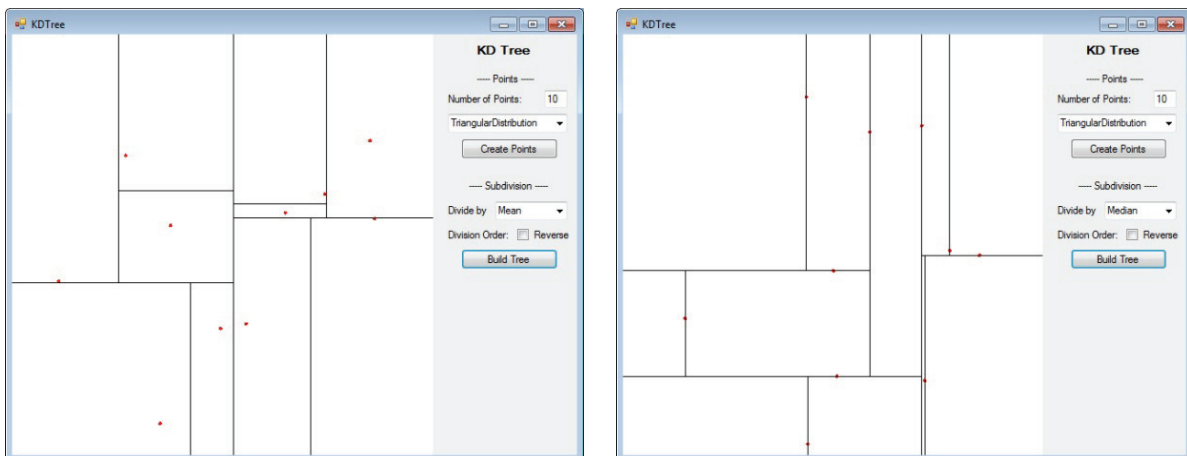 KDTree
KD Tree
----- Points -----
Number of Points: 10
TriangularDistribution
Create Points
----- Subdivision -----
Divide by Mean
Division Order: Reverse
Build Tree
KDTree
KD Tree
----- Points -----
Number of Points: 10
TriangularDistribution
Create Points
----- Subdivision -----
Divide by Median
Division Order: Reverse
Build Tree